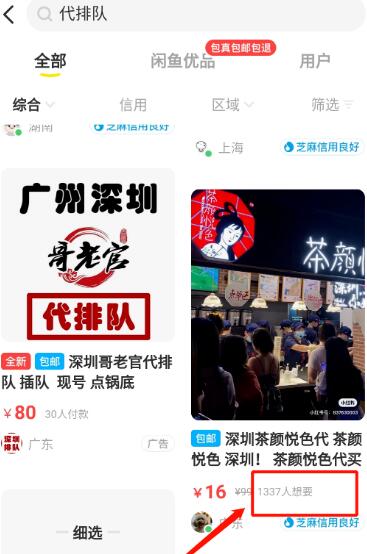 代排队
包真包邮包退
全部
闲鱼优品
用户
综合
信用
区域
筛选
湖南
芝麻信用良好
广州深圳
哥老官
代排队
全新 包邮 深圳哥老官代排
队 插队 现号 点锅底
￥80 30人付款
深圳
排队
广东
广告
细选
上海
芝麻信用良好
茶颜悦色
茶颜
小红书
包邮 深圳茶颜悦色代 茶颜
悦色 深圳! 茶颜悦色代买
￥16 ¥99 1337人想要
广东
芝麻信用良好